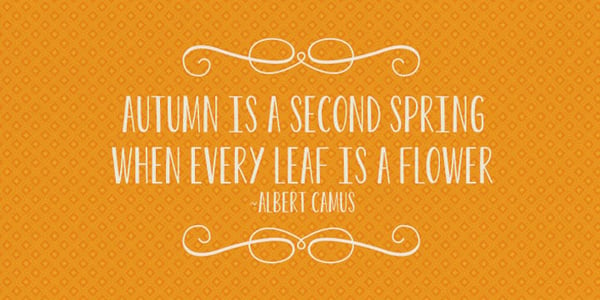 AUTUMN IS A SECOND SPRING
WHEN EVERY LEAF IS A FLOWER
~ALBERT CAMUS